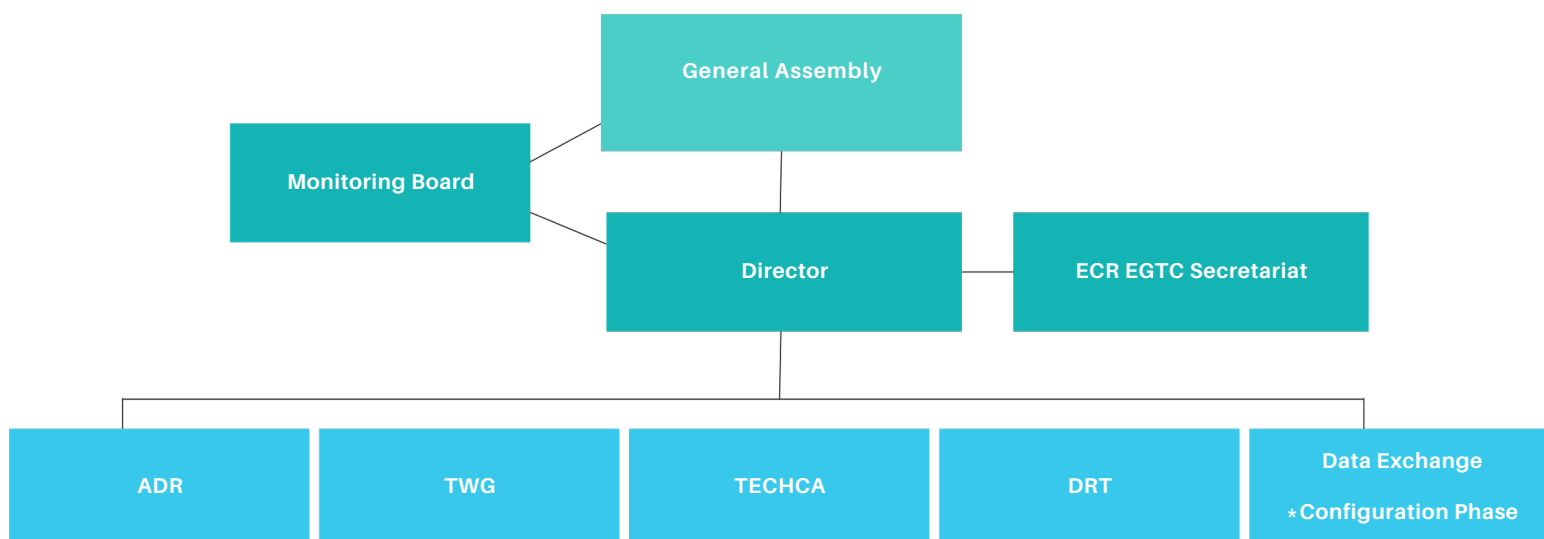 General Assembly
Monitoring Board
Director
ECR EGTC Secretariat
ADR
TWG
TECHCA
DRT
Data Exchange
*Configuration Phase